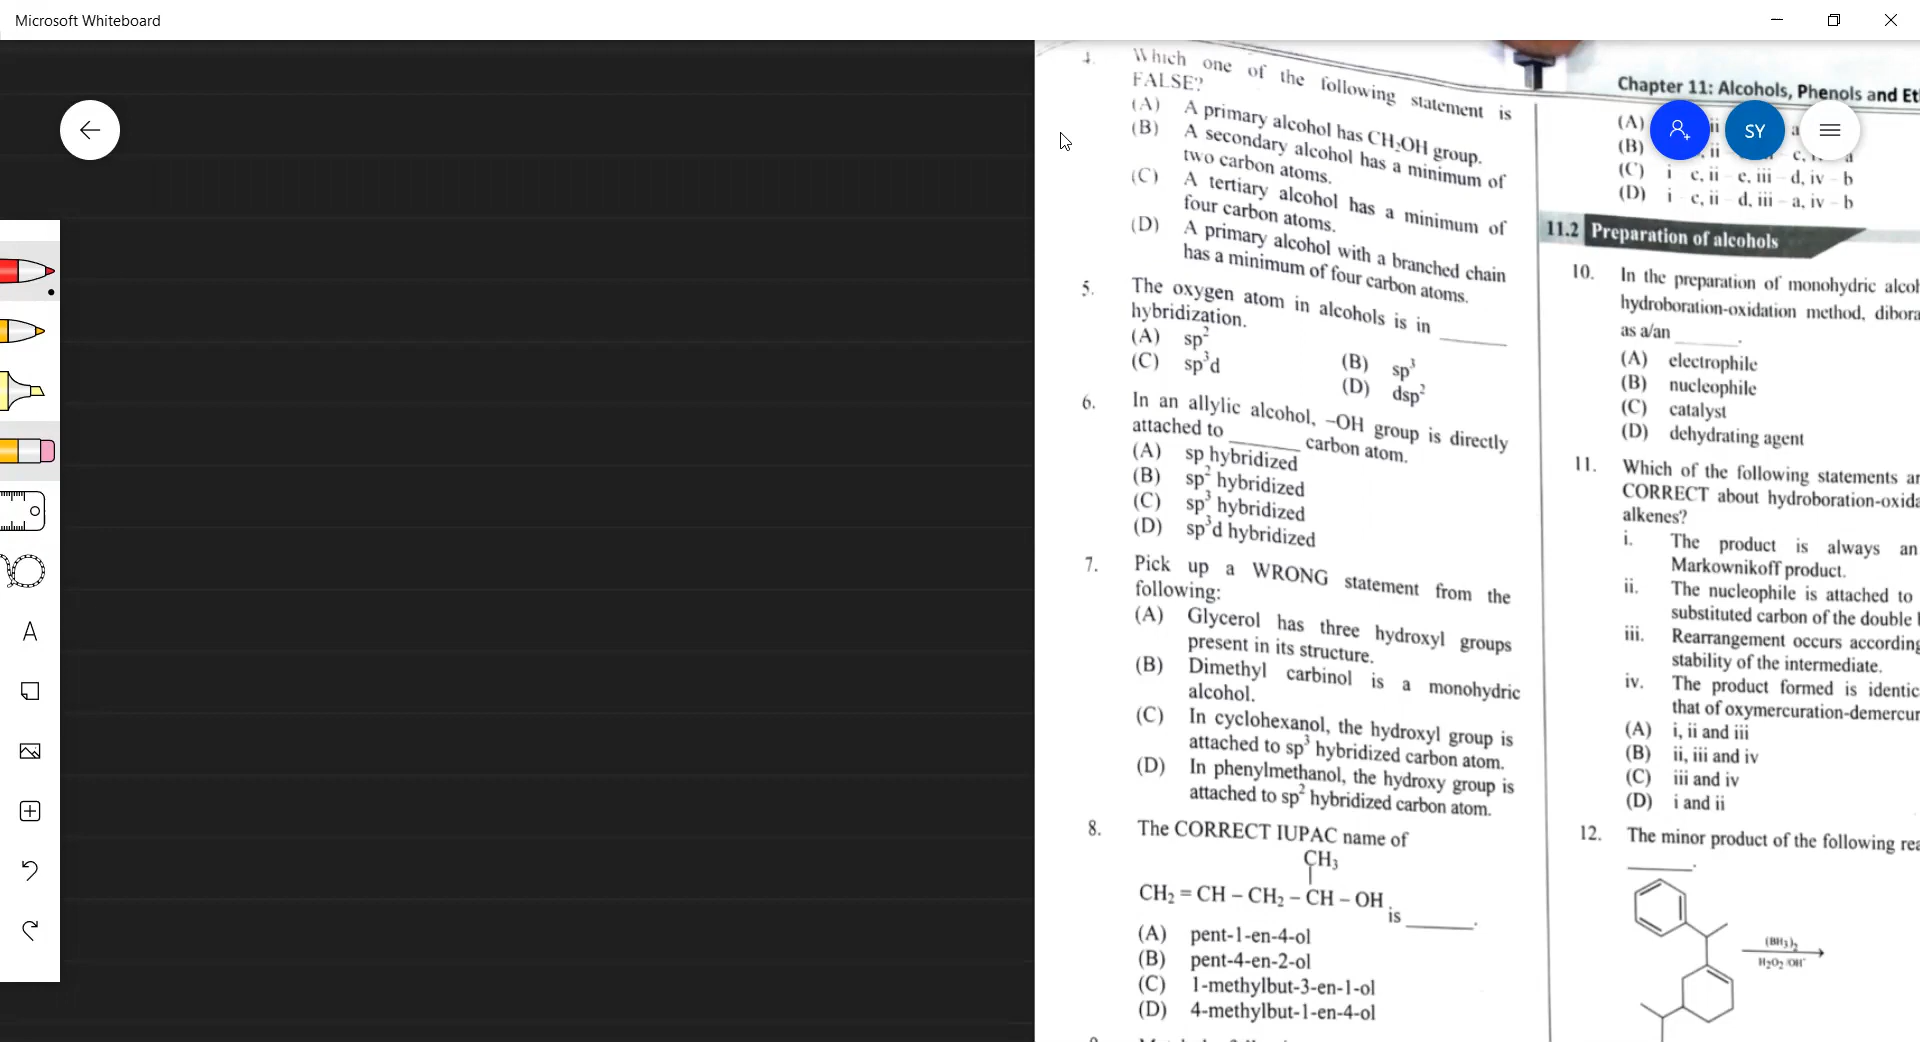 Microsoft Whiteboard
SY
A
4. Which one of the following statement is
FALSE?
(A) A primary alcohol has CH₂OH group.
(B) A secondary alcohol has a minimum of
two carbon atoms.
(C) A tertiary alcohol has a minimum of
four carbon atoms.
(D) A primary alcohol with a branched chain
has a minimum of four carbon atoms.
5. The oxygen atom in alcohols is in ______
hybridization.
(A) sp²
(B) sp³
(C) sp³d
(D) dsp²
6. In an allylic alcohol, –OH group is directly
attached to ______ carbon atom.
(A) sp hybridized
(B) sp² hybridized
(C) sp³ hybridized
(D) sp³d hybridized
7. Pick up a WRONG statement from the
following:
(A) Glycerol has three hydroxyl groups
present in its structure.
(B) Dimethyl carbinol is a monohydric
alcohol.
(C) In cyclohexanol, the hydroxyl group is
attached to sp³ hybridized carbon atom.
(D) In phenylmethanol, the hydroxy group is
attached to sp² hybridized carbon atom.
8. The CORRECT IUPAC name of
CH₃
CH₂ = CH – CH₂ – CH – OH is ______.
(A) pent-1-en-4-ol
(B) pent-4-en-2-ol
(C) 1-methylbut-3-en-1-ol
(D) 4-methylbut-1-en-4-ol
Chapter 11: Alcohols, Phenols and Et
(A) ii a
(B) ii c, a
(C) i – c, ii – e, iii – d, iv – b
(D) i – c, ii – d, iii – a, iv – b
11.2 Preparation of alcohols
10. In the preparation of monohydric alcoh
hydroboration-oxidation method, dibora
as a/an ______.
(A) electrophile
(B) nucleophile
(C) catalyst
(D) dehydrating agent
11. Which of the following statements ar
CORRECT about hydroboration-oxida
alkenes?
i. The product is always an
Markownikoff product.
ii. The nucleophile is attached to
substituted carbon of the double
iii. Rearrangement occurs according
stability of the intermediate.
iv. The product formed is identic
that of oxymercuration-demercur
(A) i, ii and iii
(B) ii, iii and iv
(C) iii and iv
(D) i and ii
12. The minor product of the following rea
______.
(BH₃)₂
H₂O₂/OH⁻